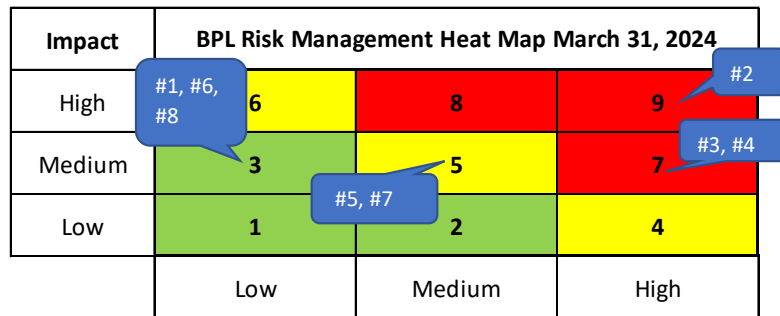 Impact BPL Risk Management Heat Map March 31, 2024
#2
#1, #6,
#8
High 6 8 9
#3, #4
Medium 3 5 7
#5, #7
Low 1 2 4
Low Medium High